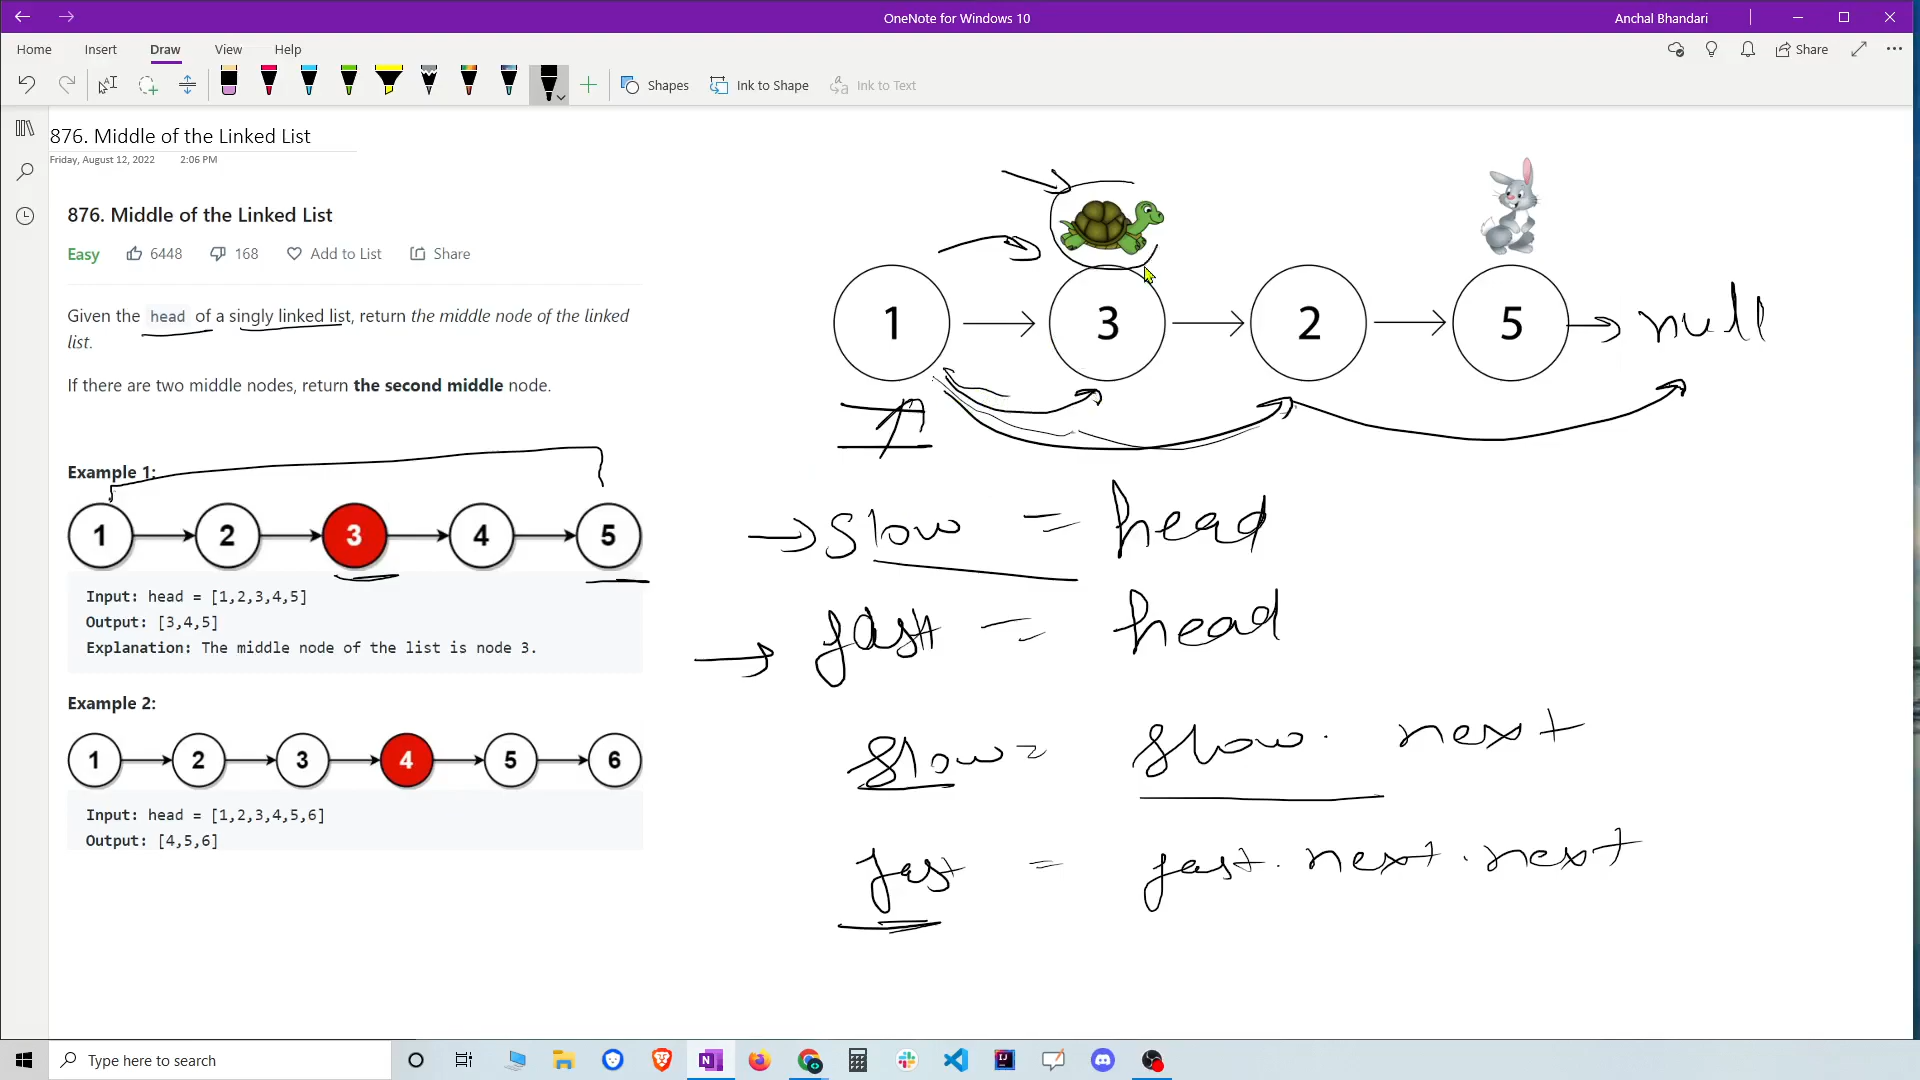 OneNote for Windows 10
Anchal Bhandari
Home Insert Draw View Help
Share
Shapes Ink to Shape Ink to Text
876. Middle of the Linked List
Friday, August 12, 2022 2:06 PM
876. Middle of the Linked List
Easy 6448 168 Add to List Share
Given the head of a singly linked list, return the middle node of the linked
list.
If there are two middle nodes, return the second middle node.
Example 1:
1 2 3 4 5
Input: head = [1,2,3,4,5]
Output: [3,4,5]
Explanation: The middle node of the list is node 3.
Example 2:
1 2 3 4 5 6
Input: head = [1,2,3,4,5,6]
Output: [4,5,6]
1 3 2 5 null
slow = head
fast = head
slow = slow. next
fast = fast. next. next
Type here to search